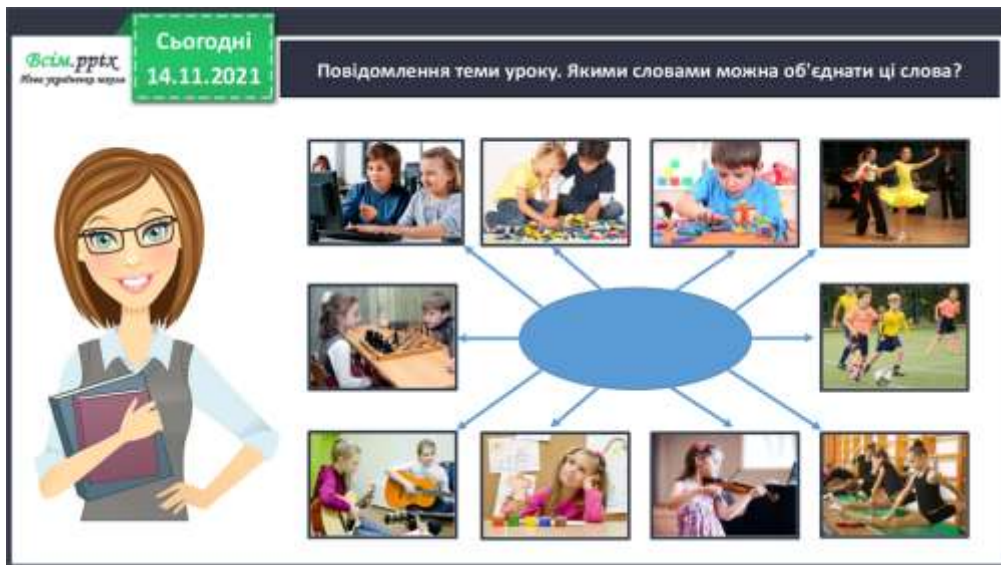 Всім.pptx
Нова українська школа
Сьогодні
14.11.2021
Повідомлення теми уроку. Якими словами можна об'єднати ці слова?